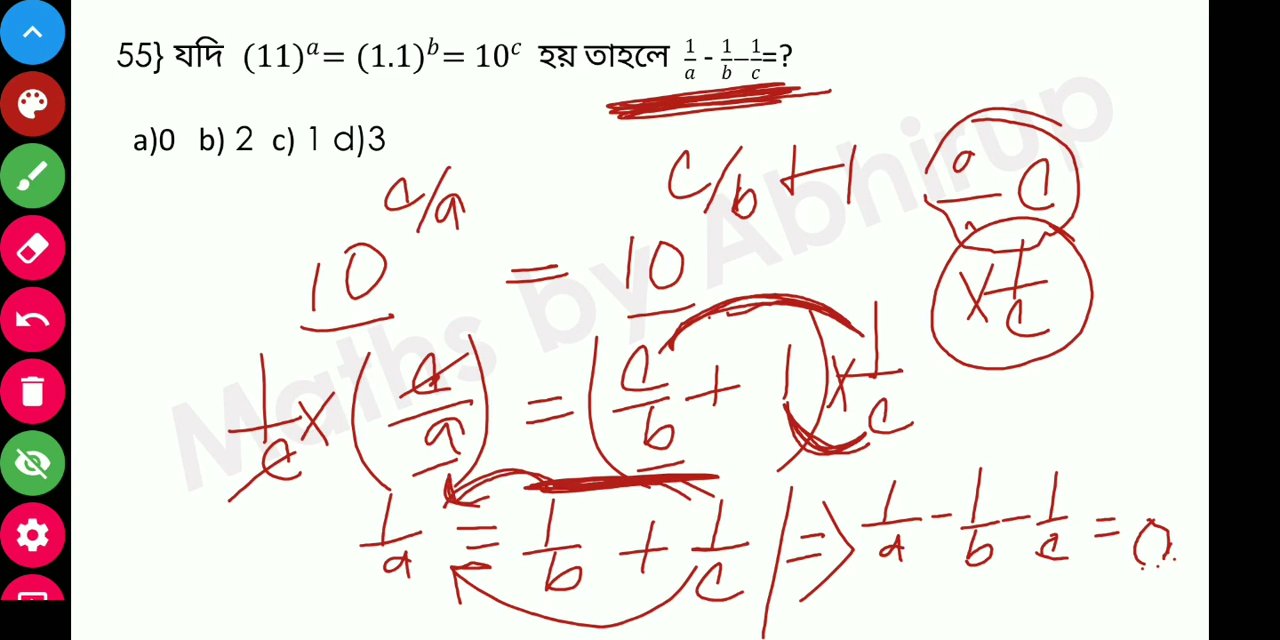 55} যদি (11)ᵃ= (1.1)ᵇ= 10ᶜ হয় তাহলে 1/a - 1/b - 1/c =?
a)0 b) 2 c) 1 d)3
c/a c/b + 1
10 = 10
× 1/c
1/c × (c/a) = (c/b + 1) × 1/c
1/a = 1/b + 1/c | ⇒ 1/a - 1/b - 1/c = 0
Maths by Abhirup